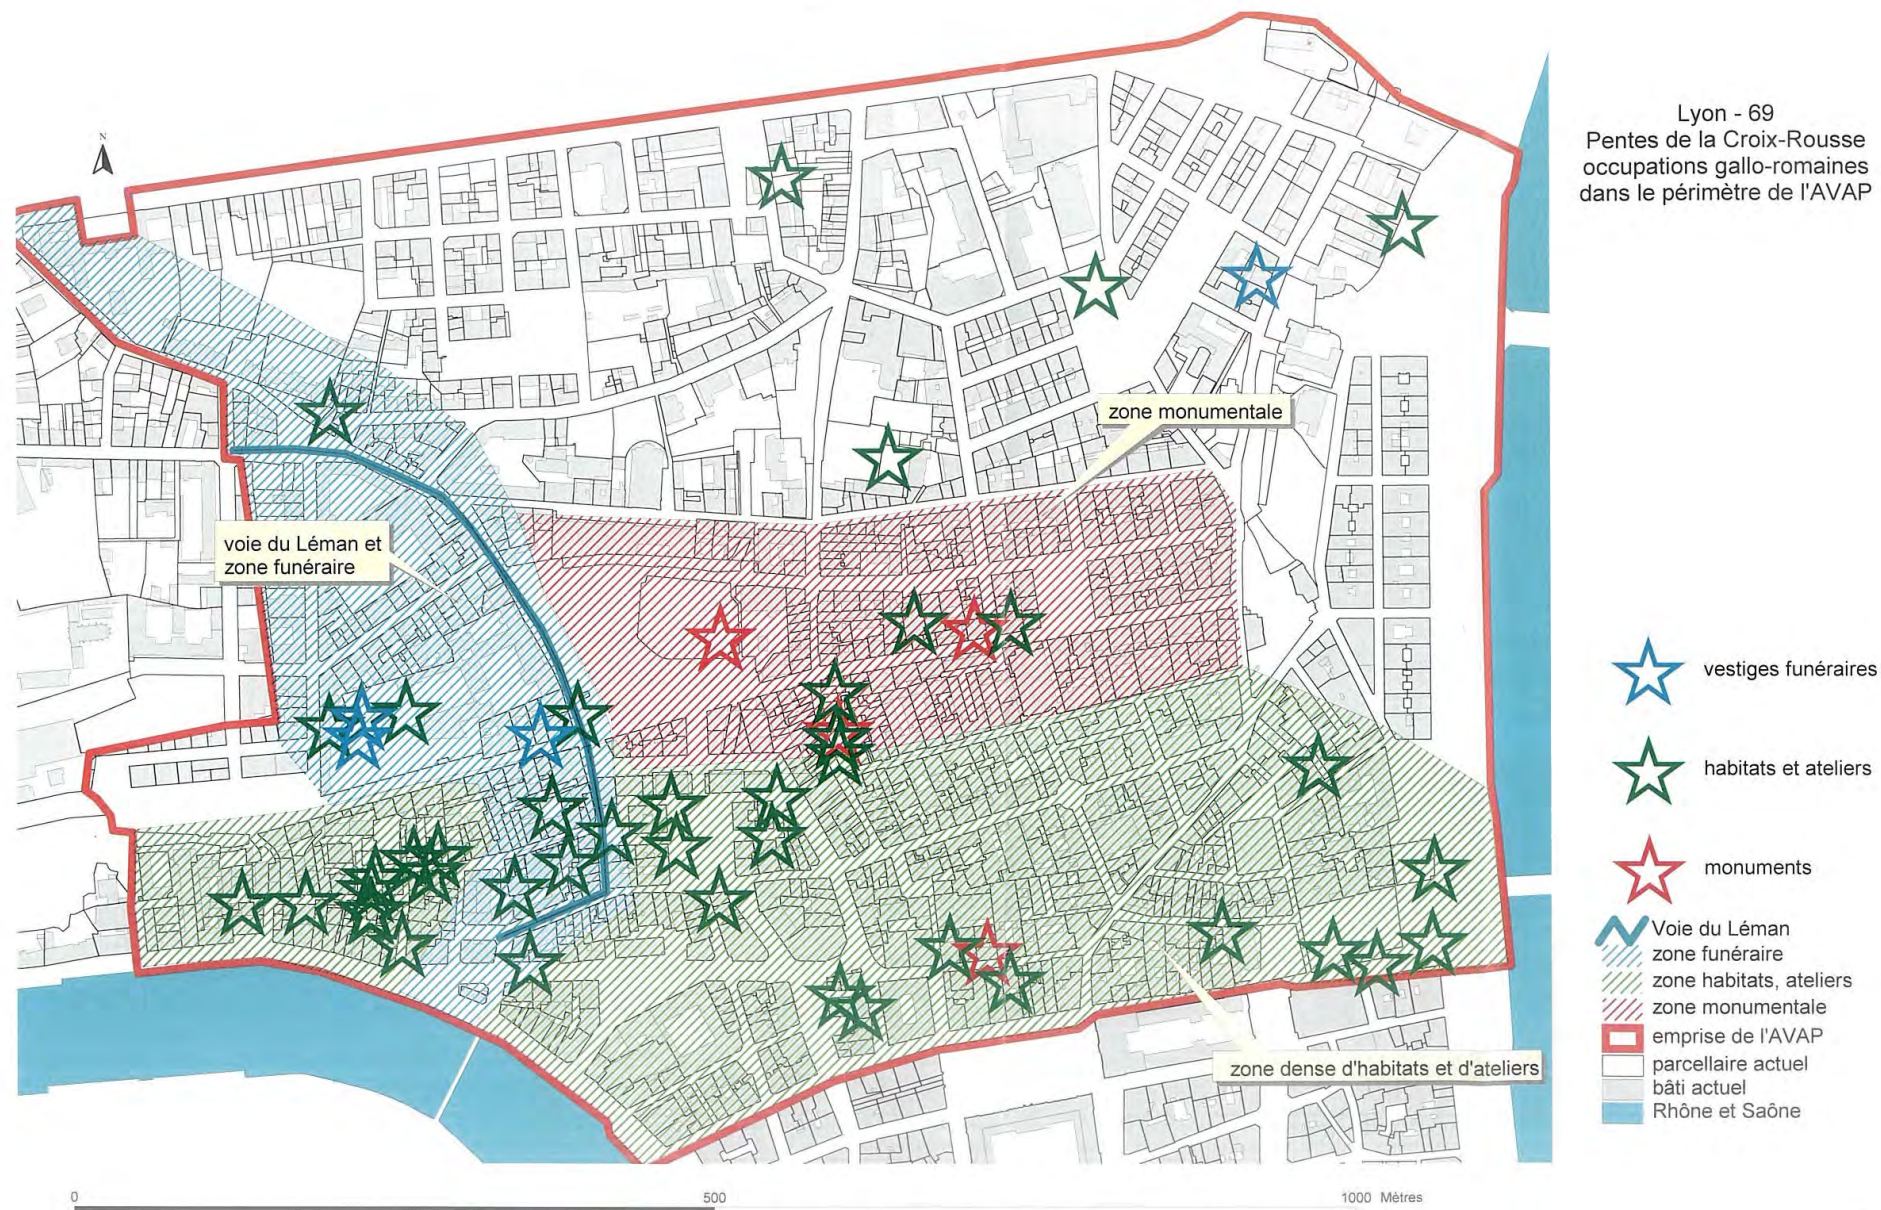 Lyon - 69
Pentes de la Croix-Rousse
occupations gallo-romaines
dans le périmètre de l'AVAP
N
zone monumentale
voie du Léman et
zone funéraire
zone dense d'habitats et d'ateliers
vestiges funéraires
habitats et ateliers
monuments
Voie du Léman
zone funéraire
zone habitats, ateliers
zone monumentale
emprise de l'AVAP
parcellaire actuel
bâti actuel
Rhône et Saône
0 500 1000 Mètres